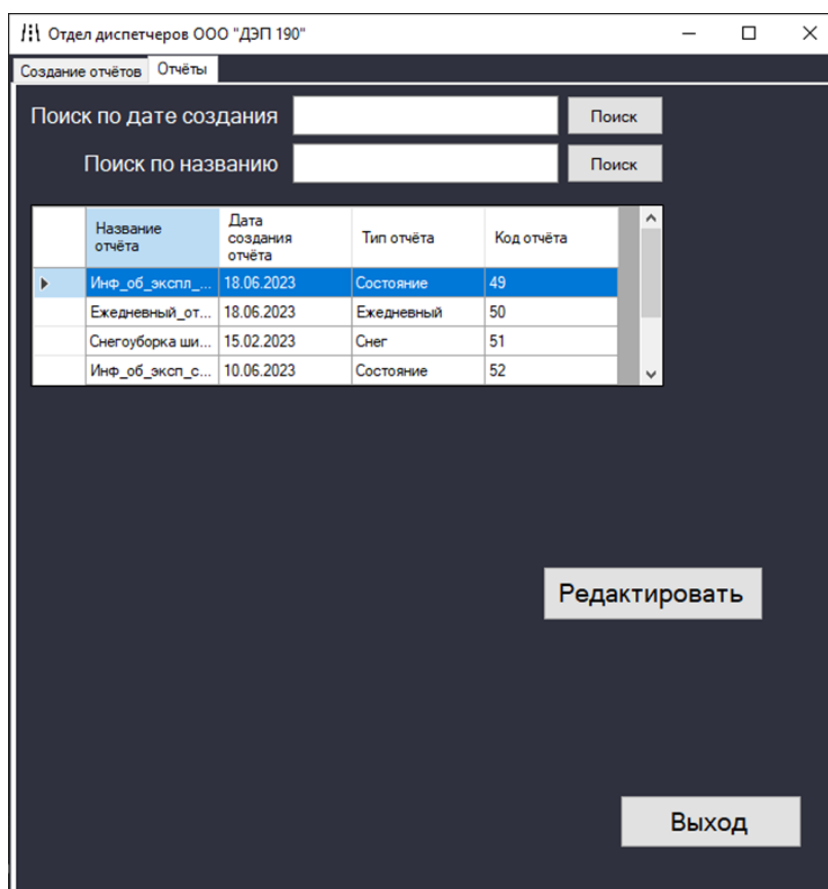 Отдел диспетчеров ООО "ДЭП 190"
Создание отчётов Отчёты
Поиск по дате создания Поиск
Поиск по названию Поиск
Название отчёта Дата создания отчёта Тип отчёта Код отчёта
Инф_об_экспл_... 18.06.2023 Состояние 49
Ежедневный_от... 18.06.2023 Ежедневный 50
Снегоуборка ши... 15.02.2023 Снег 51
Инф_об_эксп_с... 10.06.2023 Состояние 52
Редактировать
Выход